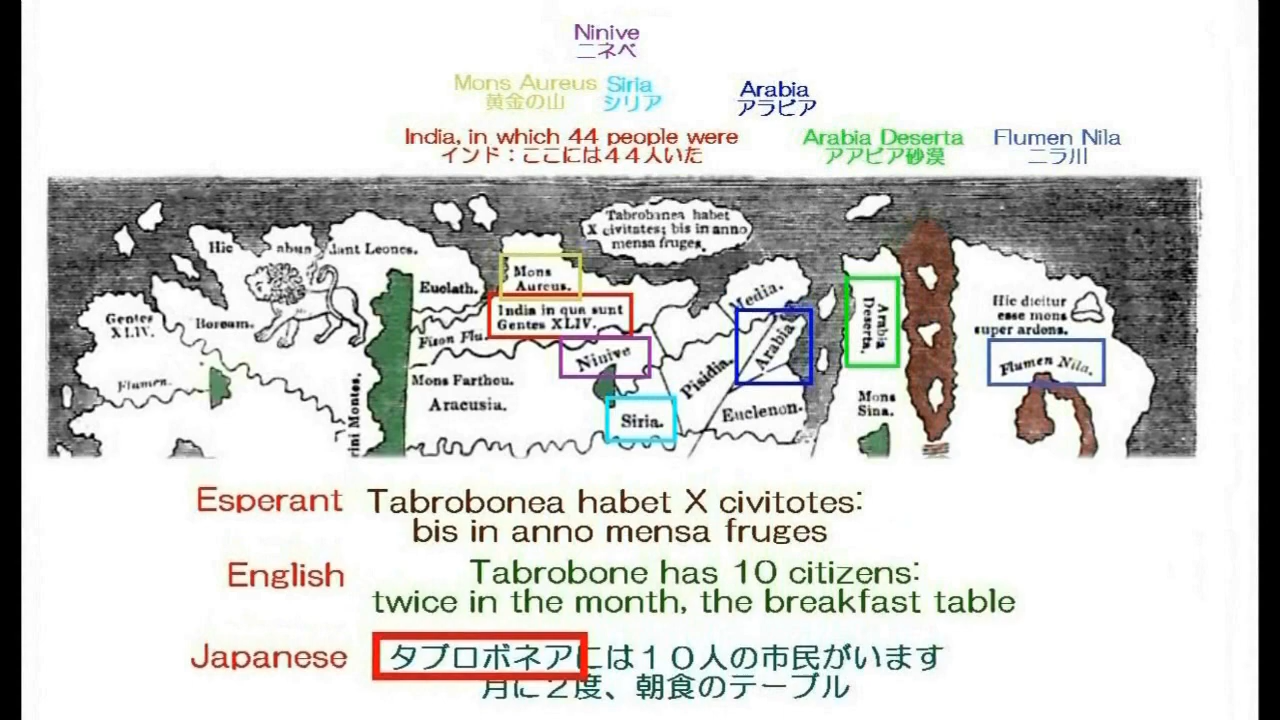 Ninive
ニネベ
Mons Aureus
黄金の山
Siria
シリア
Arabia
アラビア
India, in which 44 people were
インド：ここには４４人いた
Arabia Deserta
アアビア砂漠
Flumen Nila
ニラ川
Tabrobanea habet
X civitates; bis in anno
mensa fruges.
Hic abundant Leones.
Mons
Aureus.
Euelath.
India in qua sunt
Gentes XLIV.
Gentes
XLIV.
Boream.
Fison Flu.
Ninive
Media.
Arabia
Pisidia.
Arabia
Deserta.
Hic dicitur
esse mons
super ardens.
Flumen Nila.
Flumen.
Mons Farthou.
Aracusia.
rini Montes.
Siria.
Euclenon.
Mons
Sina.
Esperant
Tabrobonea habet X civitotes:
bis in anno mensa fruges
English
Tabrobone has 10 citizens:
twice in the month, the breakfast table
Japanese
タブロボネアには１０人の市民がいます
月に２度、朝食のテーブル